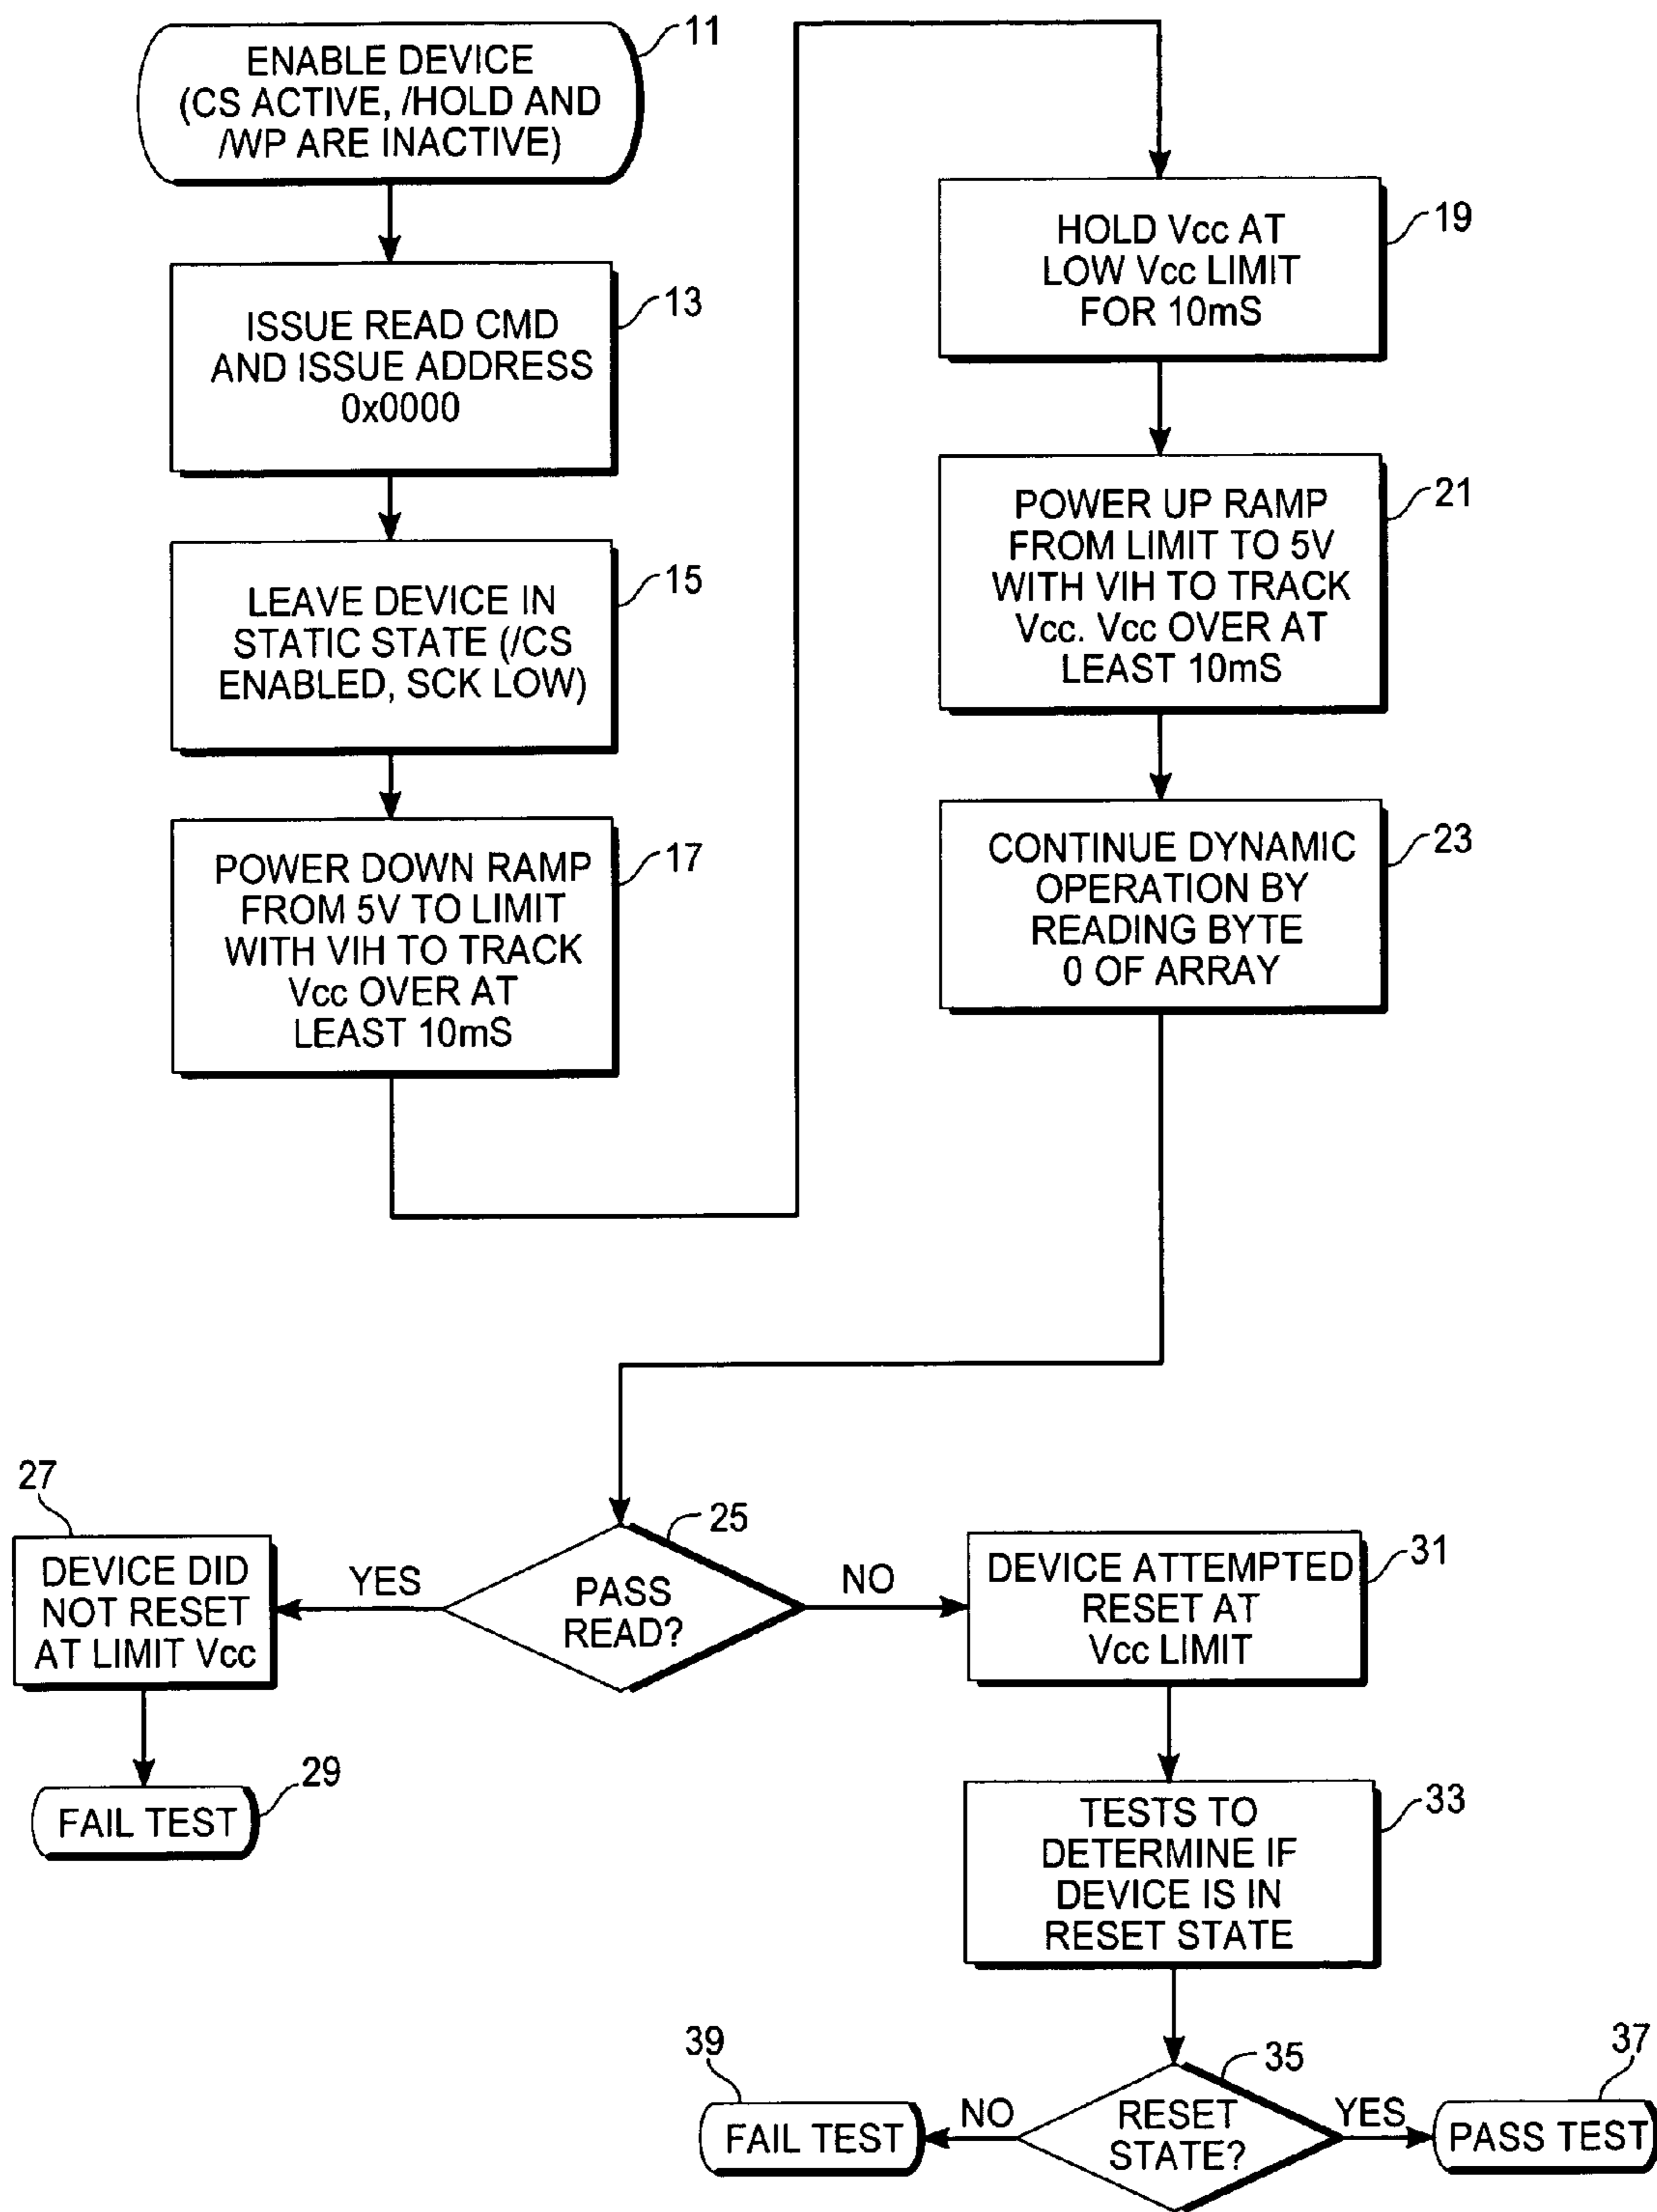 11
ENABLE DEVICE
(CS ACTIVE, /HOLD AND
/WP ARE INACTIVE)
13
ISSUE READ CMD
AND ISSUE ADDRESS
0x0000
15
LEAVE DEVICE IN
STATIC STATE (/CS
ENABLED, SCK LOW)
17
POWER DOWN RAMP
FROM 5V TO LIMIT
WITH VIH TO TRACK
Vcc OVER AT
LEAST 10mS
19
HOLD Vcc AT
LOW Vcc LIMIT
FOR 10mS
21
POWER UP RAMP
FROM LIMIT TO 5V
WITH VIH TO TRACK
Vcc. Vcc OVER AT
LEAST 10mS
23
CONTINUE DYNAMIC
OPERATION BY
READING BYTE
0 OF ARRAY
25
PASS
READ?
YES
NO
27
DEVICE DID
NOT RESET
AT LIMIT Vcc
29
FAIL TEST
31
DEVICE ATTEMPTED
RESET AT
Vcc LIMIT
33
TESTS TO
DETERMINE IF
DEVICE IS IN
RESET STATE
35
RESET
STATE?
NO
YES
39
FAIL TEST
37
PASS TEST